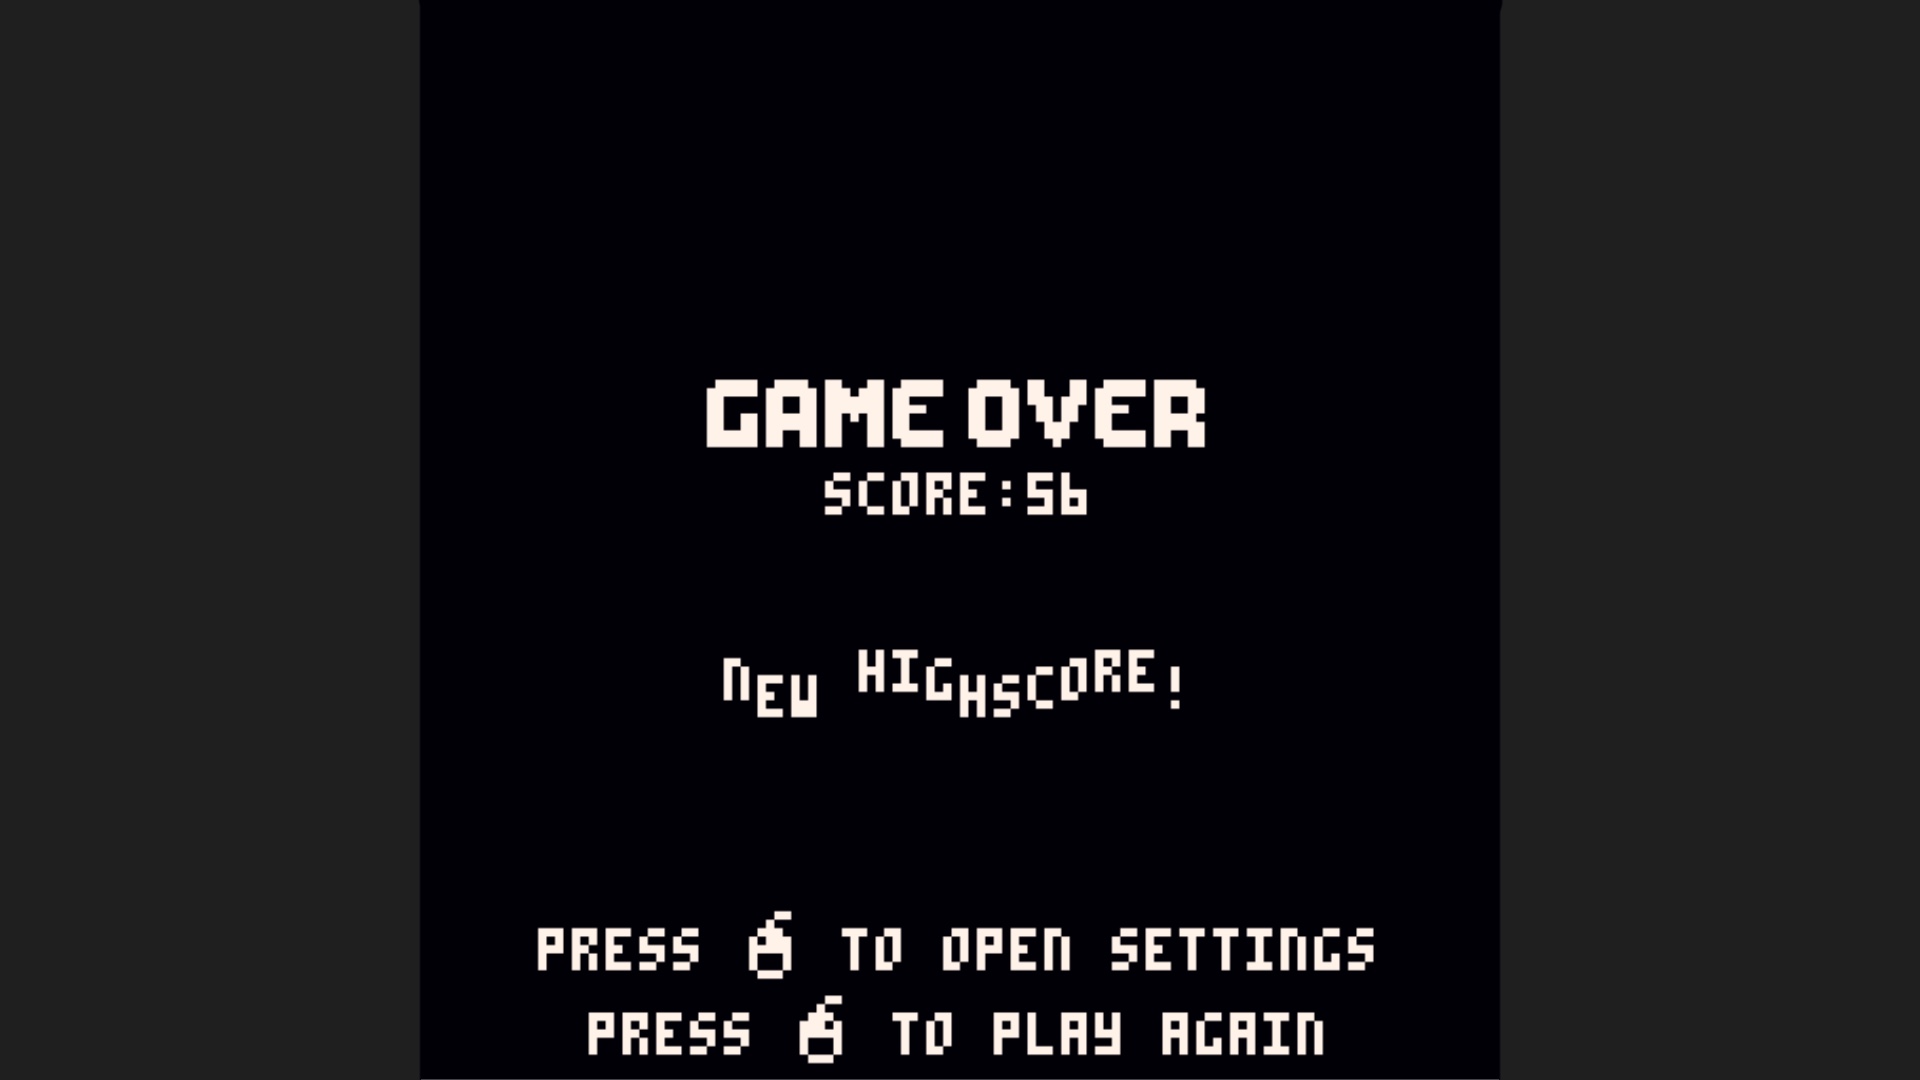 GAME OVER
SCORE:56
NEW HIGHSCORE!
PRESS TO OPEN SETTINGS
PRESS TO PLAY AGAIN